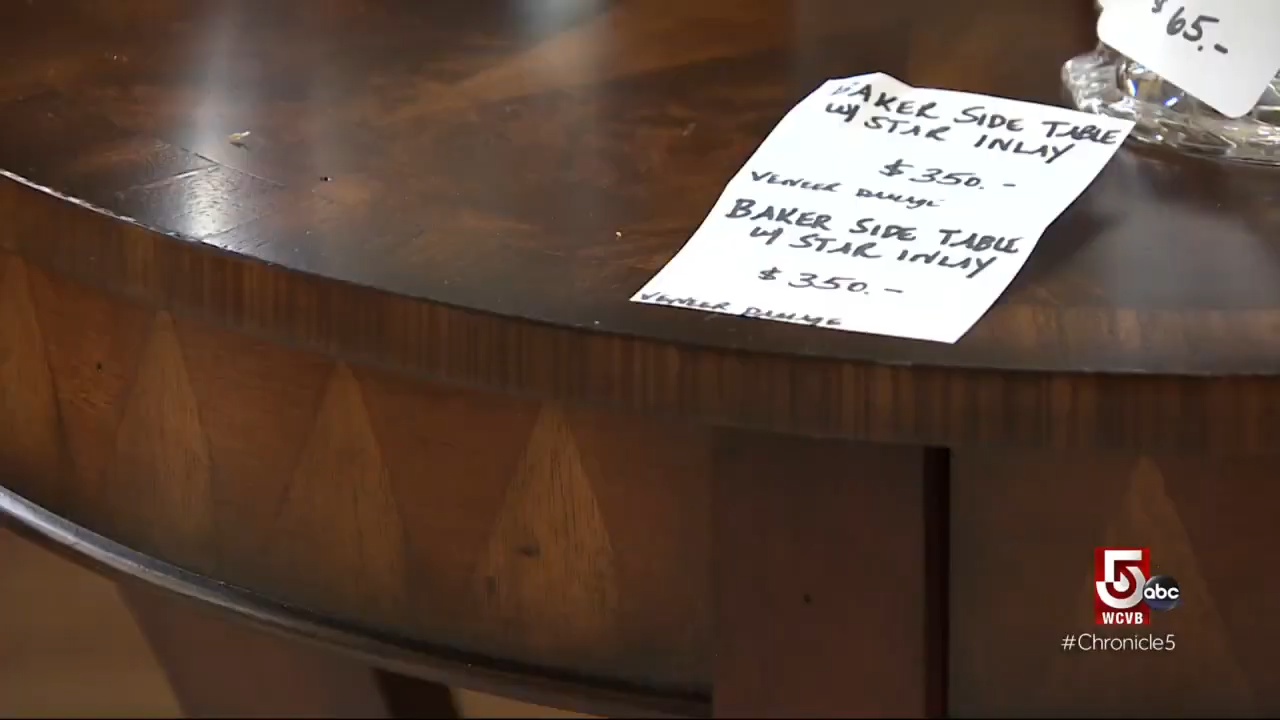 $65.-
BAKER SIDE TABLE
W/ STAR INLAY
$350.-
VENEER DAMAGE
BAKER SIDE TABLE
W/ STAR INLAY
$350.-
VENEER DAMAGE
5
abc
WCVB
#Chronicle5